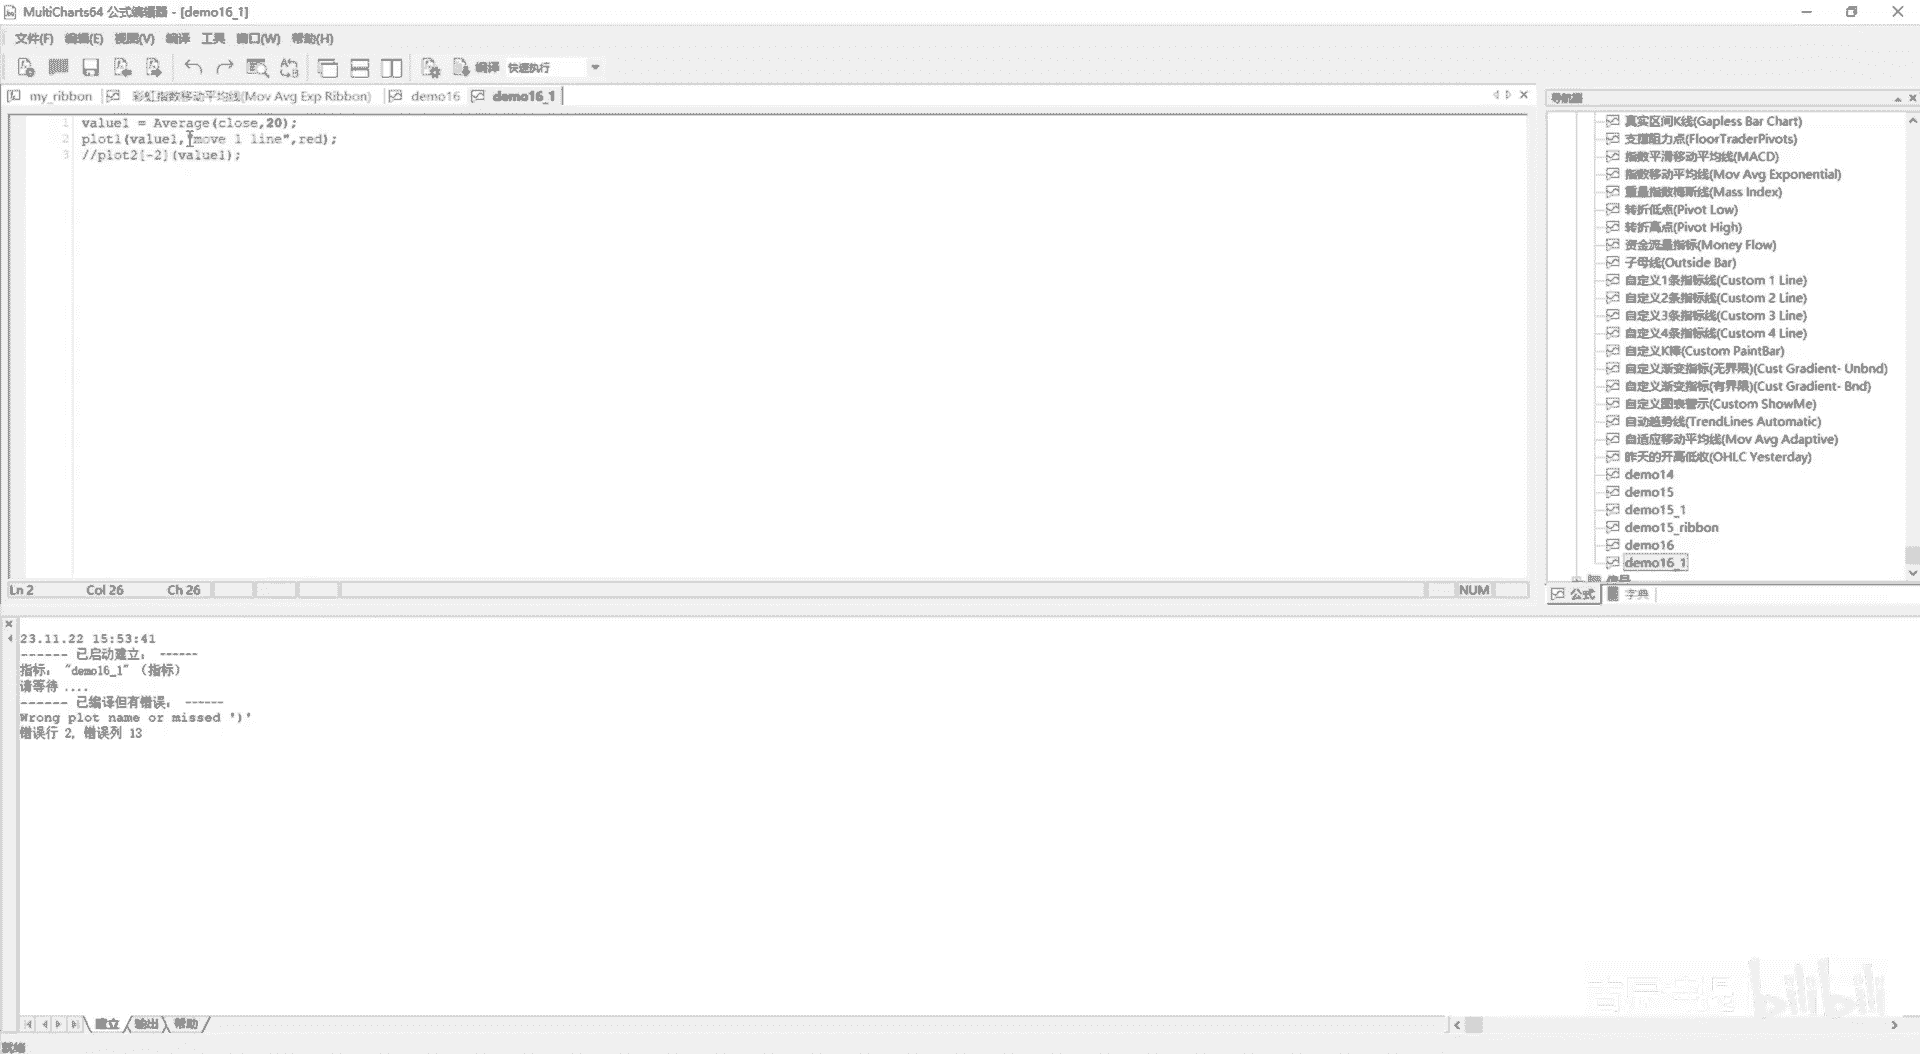 MultiCharts64 公式编辑器 - [demo16_1]
文件(F) 编辑(E) 视图(V) 编译 工具 窗口(W) 帮助(H)
编译 快速执行
my_ribbon 彩虹指数移动平均线(Mov Avg Exp Ribbon) demo16 demo16_1
1 value1 = Average(close,20);
2 plot1(value1,"move 1 line",red);
3 //plot2[-2](value1);
Ln 2 Col 26 Ch 26 NUM
导航器
真实区间K线(Gapless Bar Chart)
支撑阻力点(FloorTraderPivots)
指数平滑移动平均线(MACD)
指数移动平均线(Mov Avg Exponential)
重量指数梅斯线(Mass Index)
转折低点(Pivot Low)
转折高点(Pivot High)
资金流量指标(Money Flow)
子母线(Outside Bar)
自定义1条指标线(Custom 1 Line)
自定义2条指标线(Custom 2 Line)
自定义3条指标线(Custom 3 Line)
自定义4条指标线(Custom 4 Line)
自定义K棒(Custom PaintBar)
自定义渐变指标(无界限)(Cust Gradient- Unbnd)
自定义渐变指标(有界限)(Cust Gradient- Bnd)
自定义图表警示(Custom ShowMe)
自动趋势线(TrendLines Automatic)
自适应移动平均线(Mov Avg Adaptive)
昨天的开高低收(OHLC Yesterday)
demo14
demo15
demo15_1
demo15_ribbon
demo16
demo16_1
信号
公式 字典
23.11.22 15:53:41
------ 已启动建立： ------
指标： "demo16_1" (指标)
请等待 ....
------ 已编译但有错误： ------
Wrong plot name or missed ')'
错误行 2, 错误列 13
建立 输出 帮助
就绪
bilibili